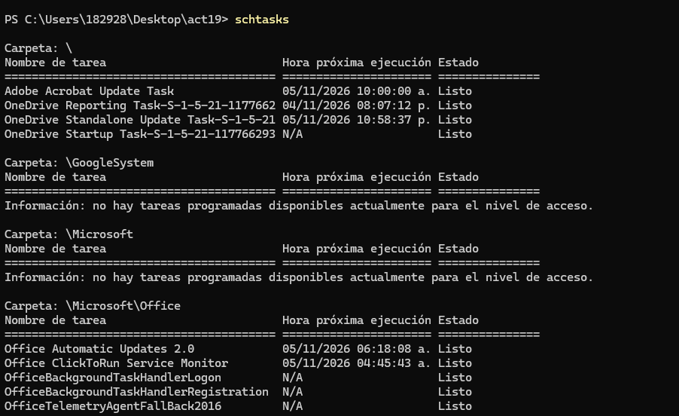 PS C:\Users\182928\Desktop\act19> schtasks
Carpeta: \
Nombre de tarea                          Hora próxima ejecución Estado
======================================== ====================== ===============
Adobe Acrobat Update Task                05/11/2026 10:00:00 a. Listo
OneDrive Reporting Task-S-1-5-21-1177662 04/11/2026 08:07:12 p. Listo
OneDrive Standalone Update Task-S-1-5-21 05/11/2026 10:58:37 p. Listo
OneDrive Startup Task-S-1-5-21-117766293 N/A                    Listo
Carpeta: \GoogleSystem
Nombre de tarea                          Hora próxima ejecución Estado
======================================== ====================== ===============
Información: no hay tareas programadas disponibles actualmente para el nivel de acceso.
Carpeta: \Microsoft
Nombre de tarea                          Hora próxima ejecución Estado
======================================== ====================== ===============
Información: no hay tareas programadas disponibles actualmente para el nivel de acceso.
Carpeta: \Microsoft\Office
Nombre de tarea                          Hora próxima ejecución Estado
======================================== ====================== ===============
Office Automatic Updates 2.0             05/11/2026 06:18:08 a. Listo
Office ClickToRun Service Monitor        05/11/2026 04:45:43 a. Listo
OfficeBackgroundTaskHandlerLogon         N/A                    Listo
OfficeBackgroundTaskHandlerRegistration  N/A                    Listo
OfficeTelemetryAgentFallBack2016         N/A                    Listo